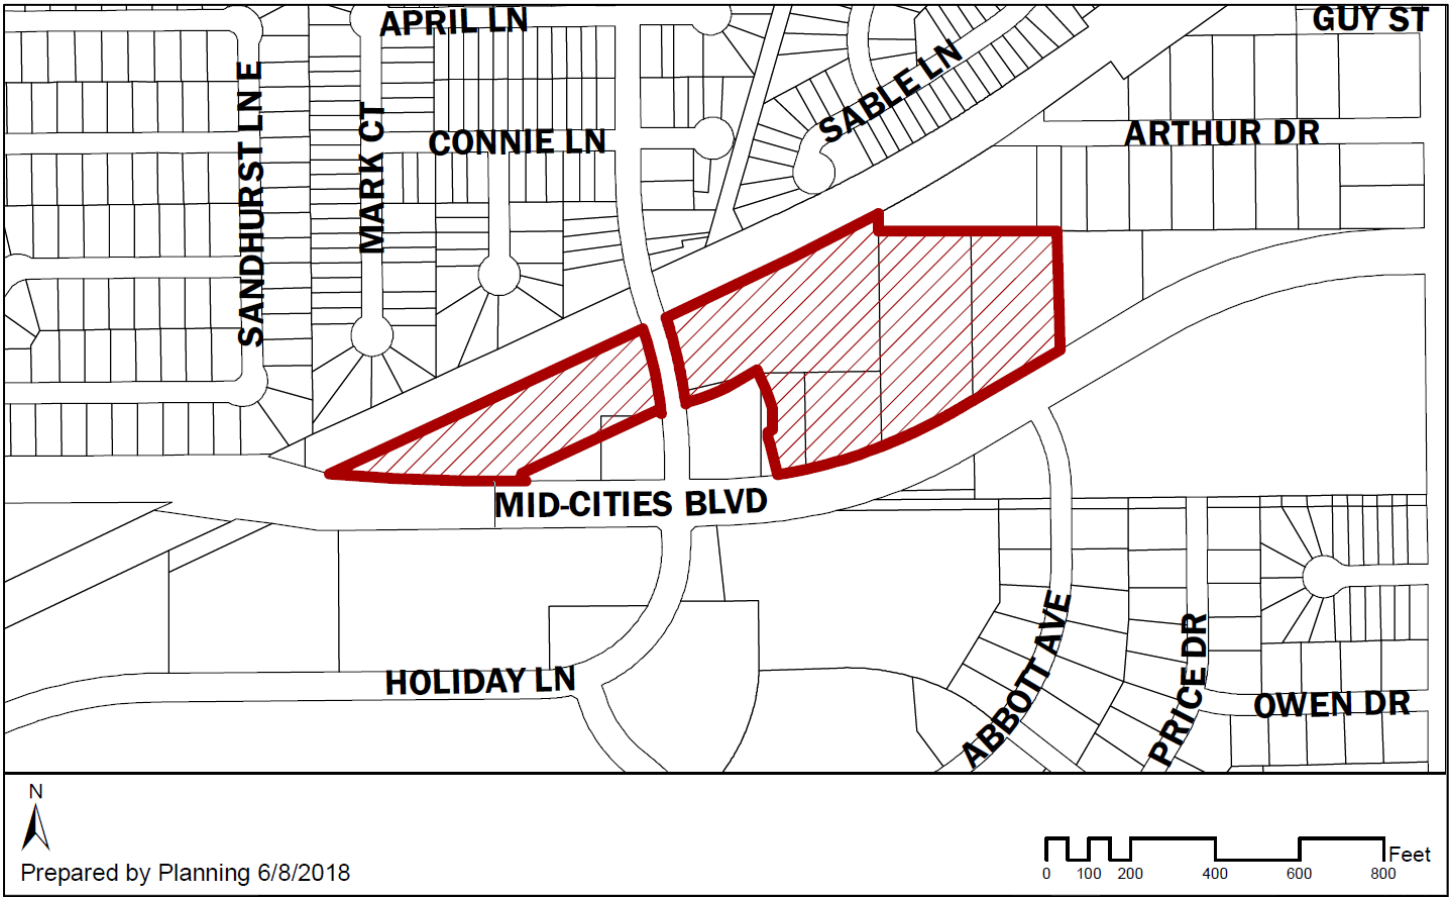 APRIL LN
GUY ST
SANDHURST LN E
MARK CT
CONNIE LN
SABLE LN
ARTHUR DR
MID-CITIES BLVD
HOLIDAY LN
ABBOTT AVE
PRICE DR
OWEN DR
N
Prepared by Planning 6/8/2018
Feet
0 100 200 400 600 800